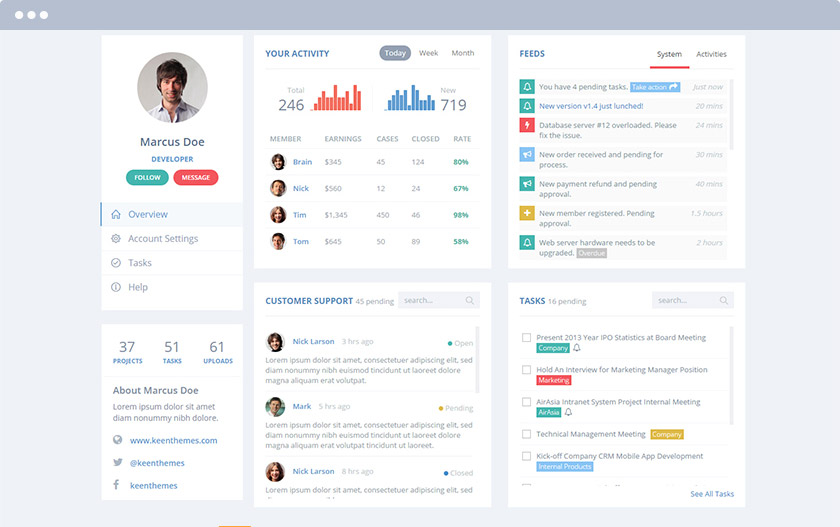 Marcus Doe
DEVELOPER
FOLLOW MESSAGE
Overview
Account Settings
Tasks
Help
37 51 61
PROJECTS TASKS UPLOADS
About Marcus Doe
Lorem ipsum dolor sit amet
diam nonummy nibh dolore.
www.keenthemes.com
@keenthemes
keenthemes
YOUR ACTIVITY Today Week Month
Total New
246 719
MEMBER EARNINGS CASES CLOSED RATE
Brain $345 45 124 80%
Nick $560 12 24 67%
Tim $1,345 450 46 98%
Tom $645 50 89 58%
CUSTOMER SUPPORT 45 pending search...
Nick Larson 3 hrs ago Open
Lorem ipsum dolor sit amet, consectetuer adipiscing elit, sed
diam nonummy nibh euismod tincidunt ut laoreet dolore
magna aliquam erat volutpat.
Mark 5 hrs ago Pending
Lorem ipsum dolor sit amet, consectetuer adipiscing elit, sed
diam nonummy nibh euismod tincidunt ut laoreet dolore
magna aliquam erat volutpat.
Nick Larson 8 hrs ago Closed
Lorem ipsum dolor sit amet, consectetuer adipiscing elit, sed
FEEDS System Activities
You have 4 pending tasks. Take action Just now
New version v1.4 just lunched! 20 mins
Database server #12 overloaded. Please 24 mins
fix the issue.
New order received and pending for 30 mins
process.
New payment refund and pending 40 mins
approval.
New member registered. Pending 1.5 hours
approval.
Web server hardware needs to be 2 hours
upgraded. Overdue
TASKS 16 pending search...
Present 2013 Year IPO Statistics at Board Meeting
Company
Hold An Interview for Marketing Manager Position
Marketing
AirAsia Intranet System Project Internal Meeting
AirAsia
Technical Management Meeting Company
Kick-off Company CRM Mobile App Development
Internal Products
See All Tasks